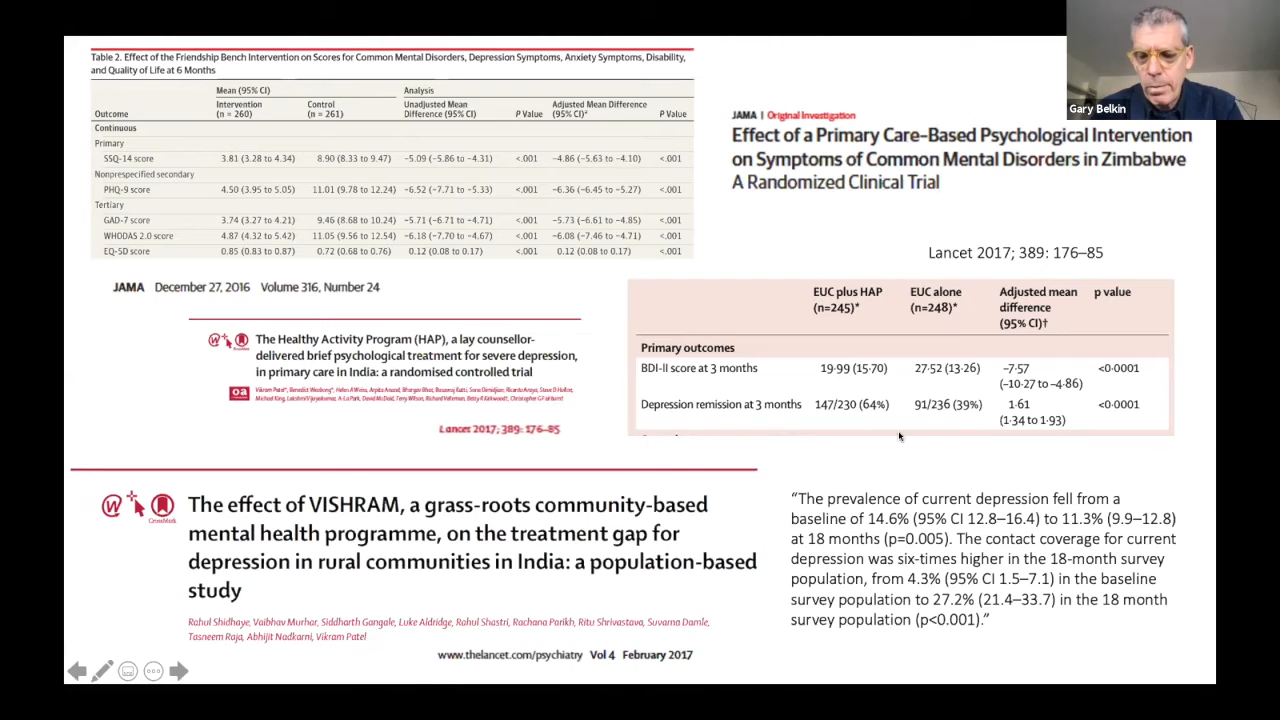 Gary Belkin
Table 2. Effect of the Friendship Bench Intervention on Scores for Common Mental Disorders, Depression Symptoms, Anxiety Symptoms, Disability,
and Quality of Life at 6 Months
Mean (95% CI) Analysis
Outcome Intervention (n = 260) Control (n = 261) Unadjusted Mean Difference (95% CI) P Value Adjusted Mean Difference (95% CI)ᵃ P Value
Continuous
Primary
SSQ-14 score 3.81 (3.28 to 4.34) 8.90 (8.33 to 9.47) −5.09 (−5.86 to −4.31) <.001 −4.86 (−5.63 to −4.10) <.001
Nonprespecified secondary
PHQ-9 score 4.50 (3.95 to 5.05) 11.01 (9.78 to 12.24) −6.52 (−7.71 to −5.33) <.001 −6.36 (−6.45 to −5.27) <.001
Tertiary
GAD-7 score 3.74 (3.27 to 4.21) 9.46 (8.68 to 10.24) −5.71 (−6.71 to −4.71) <.001 −5.73 (−6.61 to −4.85) <.001
WHODAS 2.0 score 4.87 (4.32 to 5.42) 11.05 (9.56 to 12.54) −6.18 (−7.70 to −4.67) <.001 −6.08 (−7.46 to −4.71) <.001
EQ-5D score 0.85 (0.83 to 0.87) 0.72 (0.68 to 0.76) 0.12 (0.08 to 0.17) <.001 0.12 (0.08 to 0.17) <.001
JAMA December 27, 2016 Volume 316, Number 24
JAMA | Original Investigation
Effect of a Primary Care–Based Psychological Intervention
on Symptoms of Common Mental Disorders in Zimbabwe
A Randomized Clinical Trial
Lancet 2017; 389: 176–85
The Healthy Activity Program (HAP), a lay counsellor-
delivered brief psychological treatment for severe depression,
in primary care in India: a randomised controlled trial
oa
Lancet 2017; 389: 176–85
EUC plus HAP (n=245)* EUC alone (n=248)* Adjusted mean difference (95% CI)† p value
Primary outcomes
BDI-II score at 3 months 19·99 (15·70) 27·52 (13·26) –7·57 (–10·27 to –4·86) <0·0001
Depression remission at 3 months 147/230 (64%) 91/236 (39%) 1·61 (1·34 to 1·93) <0·0001
CrossMark
The effect of VISHRAM, a grass-roots community-based
mental health programme, on the treatment gap for
depression in rural communities in India: a population-based
study
Rahul Shidhaye, Vaibhav Murhar, Siddharth Gangale, Luke Aldridge, Rahul Shastri, Rachana Parikh, Ritu Shrivastava, Suvarna Damle,
Tasneem Raja, Abhijit Nadkarni, Vikram Patel
www.thelancet.com/psychiatry Vol 4 February 2017
“The prevalence of current depression fell from a
baseline of 14.6% (95% CI 12.8–16.4) to 11.3% (9.9–12.8)
at 18 months (p=0.005). The contact coverage for current
depression was six-times higher in the 18-month survey
population, from 4.3% (95% CI 1.5–7.1) in the baseline
survey population to 27.2% (21.4–33.7) in the 18 month
survey population (p<0.001).”